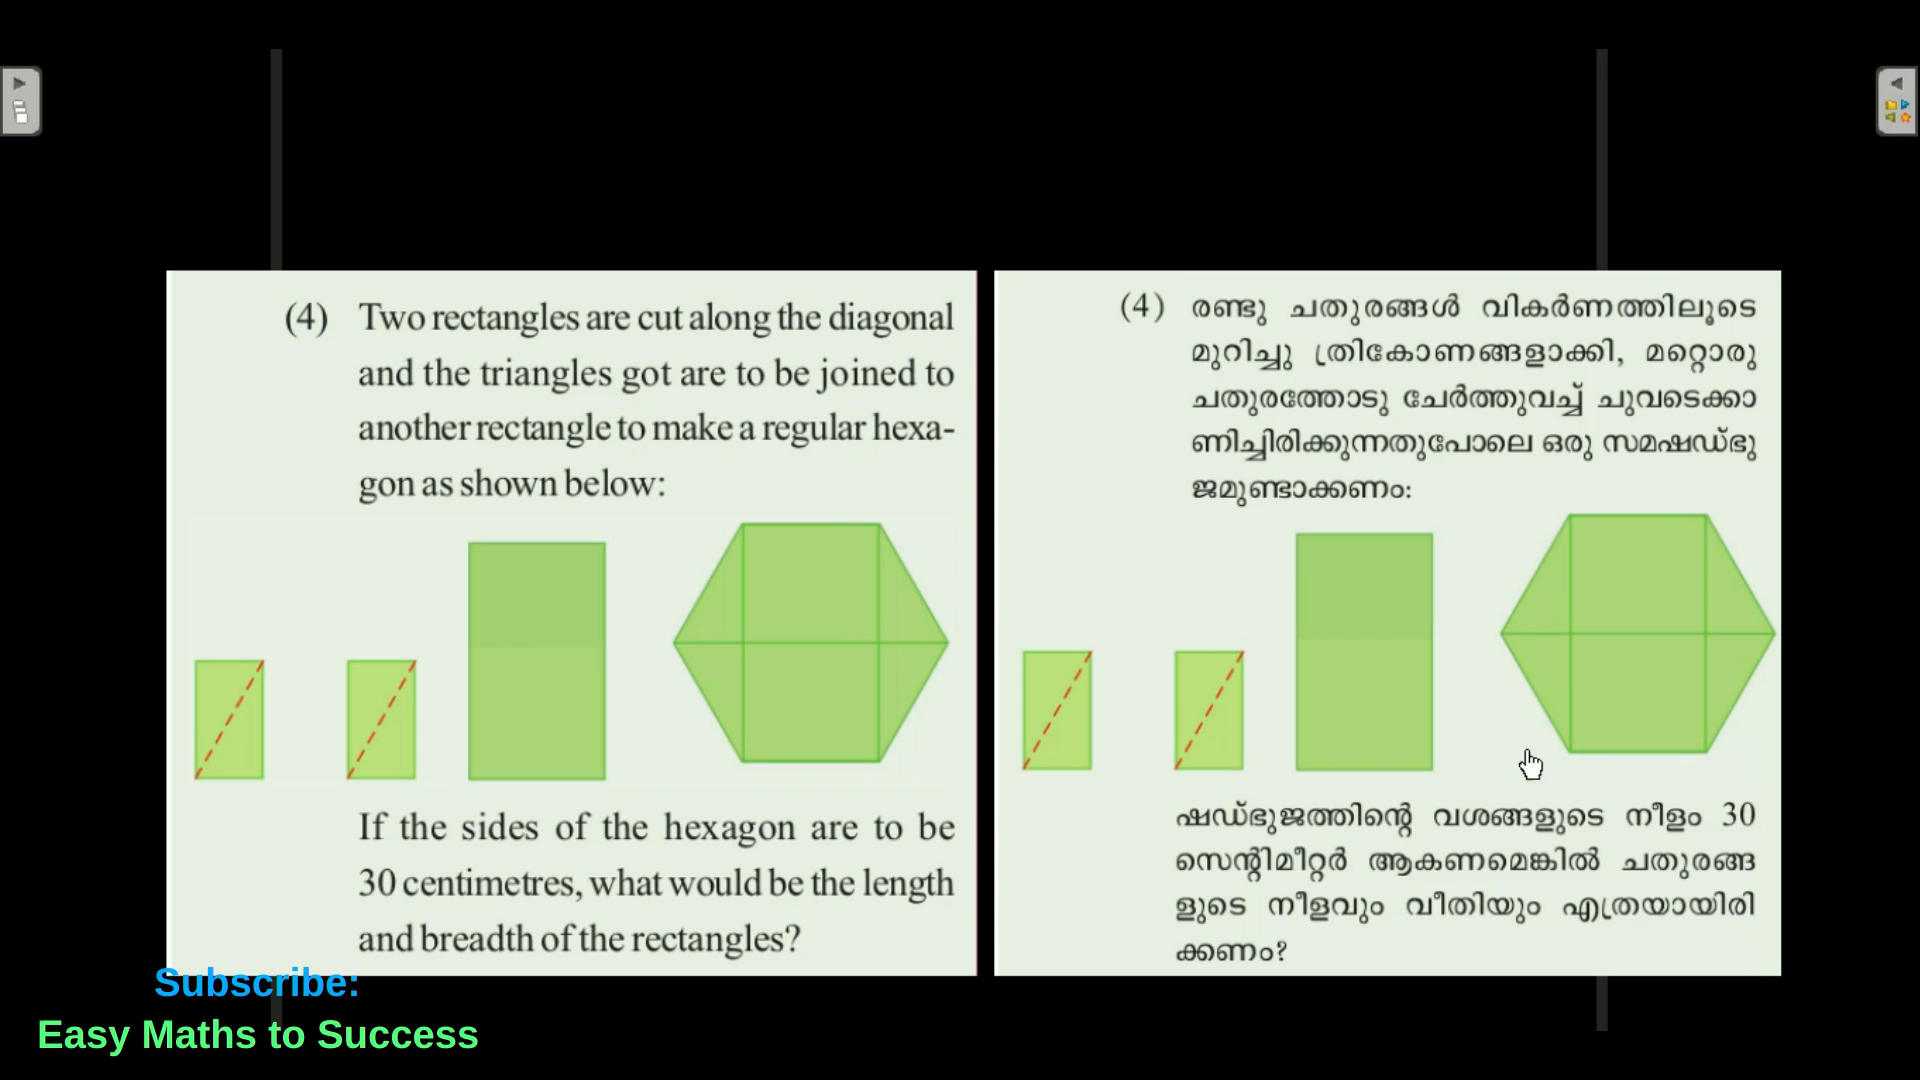 (4) Two rectangles are cut along the diagonal
and the triangles got are to be joined to
another rectangle to make a regular hexa-
gon as shown below:
If the sides of the hexagon are to be
30 centimetres, what would be the length
and breadth of the rectangles?
(4) രണ്ടു ചതുരങ്ങൾ വികർണത്തിലൂടെ
മുറിച്ചു ത്രികോണങ്ങളാക്കി, മറ്റൊരു
ചതുരത്തോടു ചേർത്തുവച്ച് ചുവടെക്കാ
ണിച്ചിരിക്കുന്നതുപോലെ ഒരു സമഷഡ്ഭു
ജമുണ്ടാക്കണം:
ഷഡ്ഭുജത്തിന്റെ വശങ്ങളുടെ നീളം 30
സെന്റിമീറ്റർ ആകണമെങ്കിൽ ചതുരങ്ങ
ളുടെ നീളവും വീതിയും എത്രയായിരി
ക്കണം?
Subscribe:
Easy Maths to Success